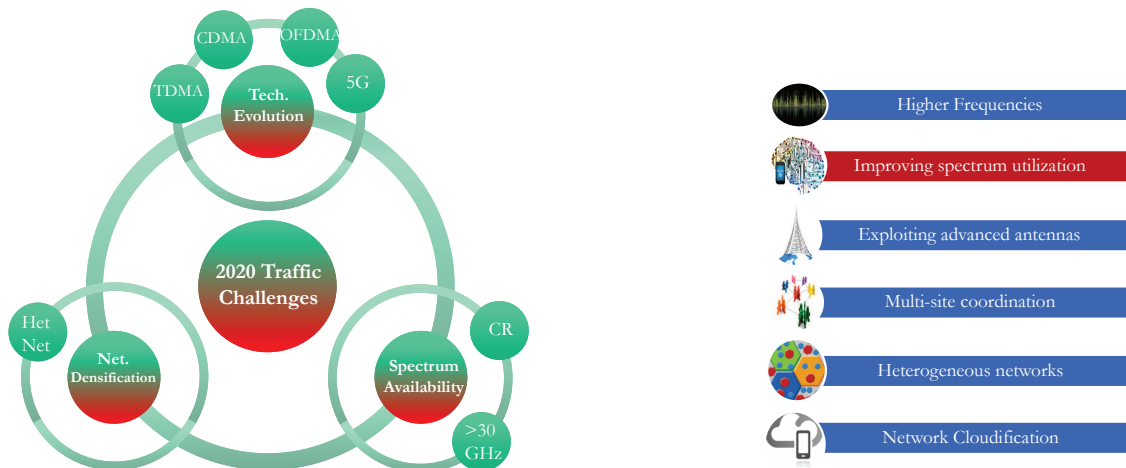 CDMA
OFDMA
TDMA
5G
Tech.
Evolution
2020 Traffic
Challenges
Het
Net
Net.
Densification
Spectrum
Availability
CR
>30
GHz
Higher Frequencies
Improving spectrum utilization
Exploiting advanced antennas
Multi-site coordination
Heterogeneous networks
Network Cloudification